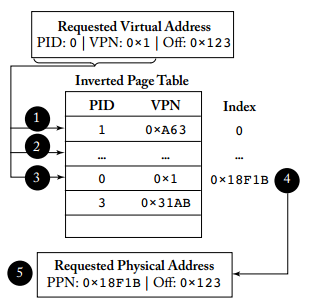 Requested Virtual Address
PID: 0 | VPN: 0×1 | Off: 0×123
Inverted Page Table
PID VPN Index
1 1 0×A63 0
2 … … …
3 0 0×1 0×18F1B 4
3 0×31AB
5 Requested Physical Address
PPN: 0×18F1B | Off: 0×123